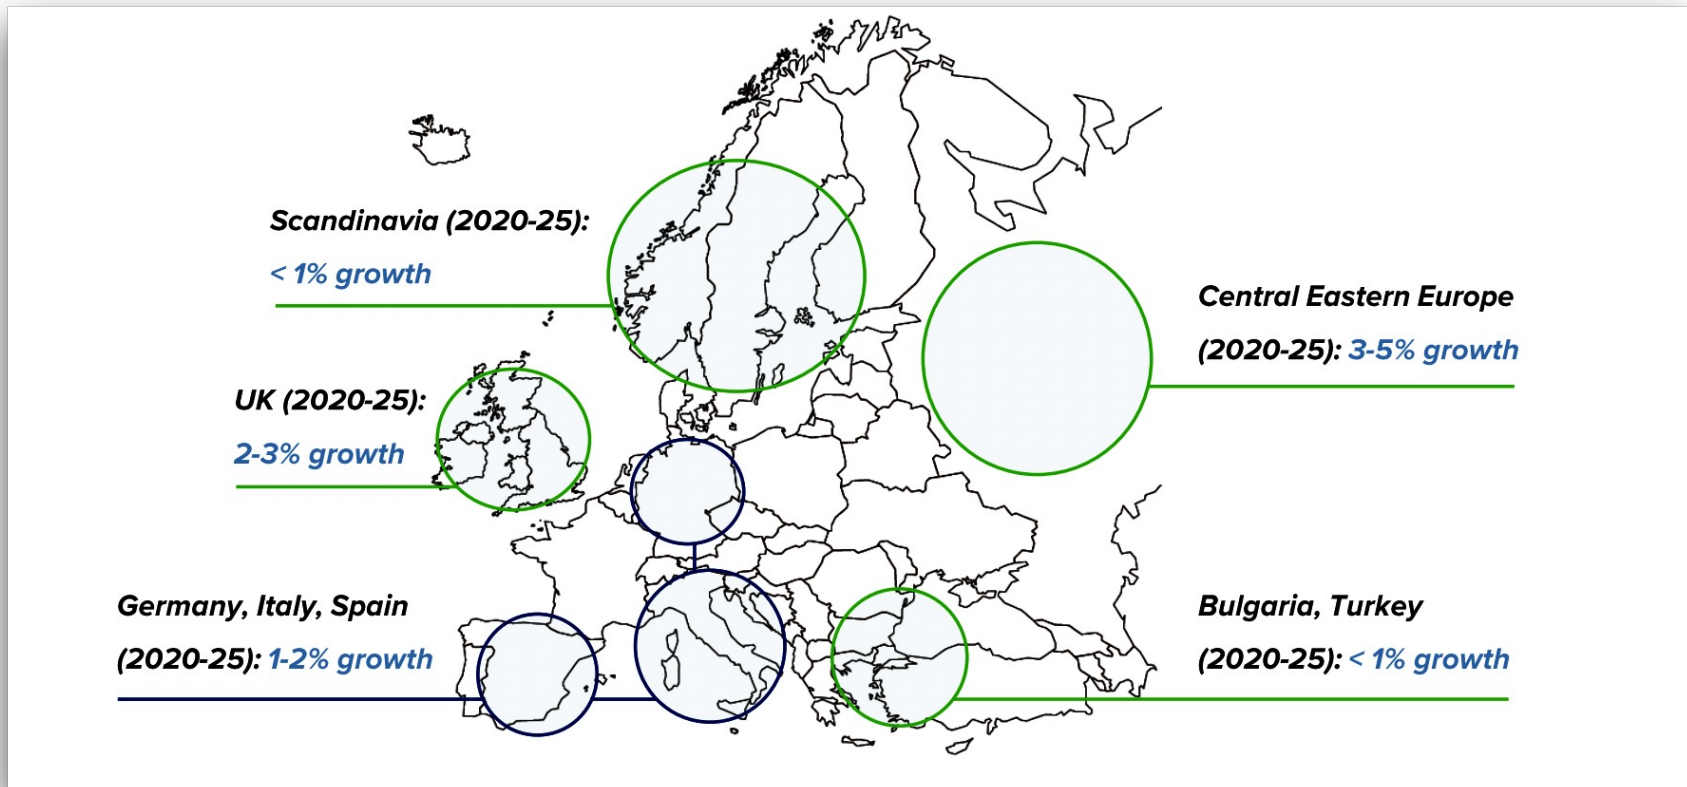 Scandinavia (2020-25):
< 1% growth
Central Eastern Europe
(2020-25): 3-5% growth
UK (2020-25):
2-3% growth
Germany, Italy, Spain
(2020-25): 1-2% growth
Bulgaria, Turkey
(2020-25): < 1% growth